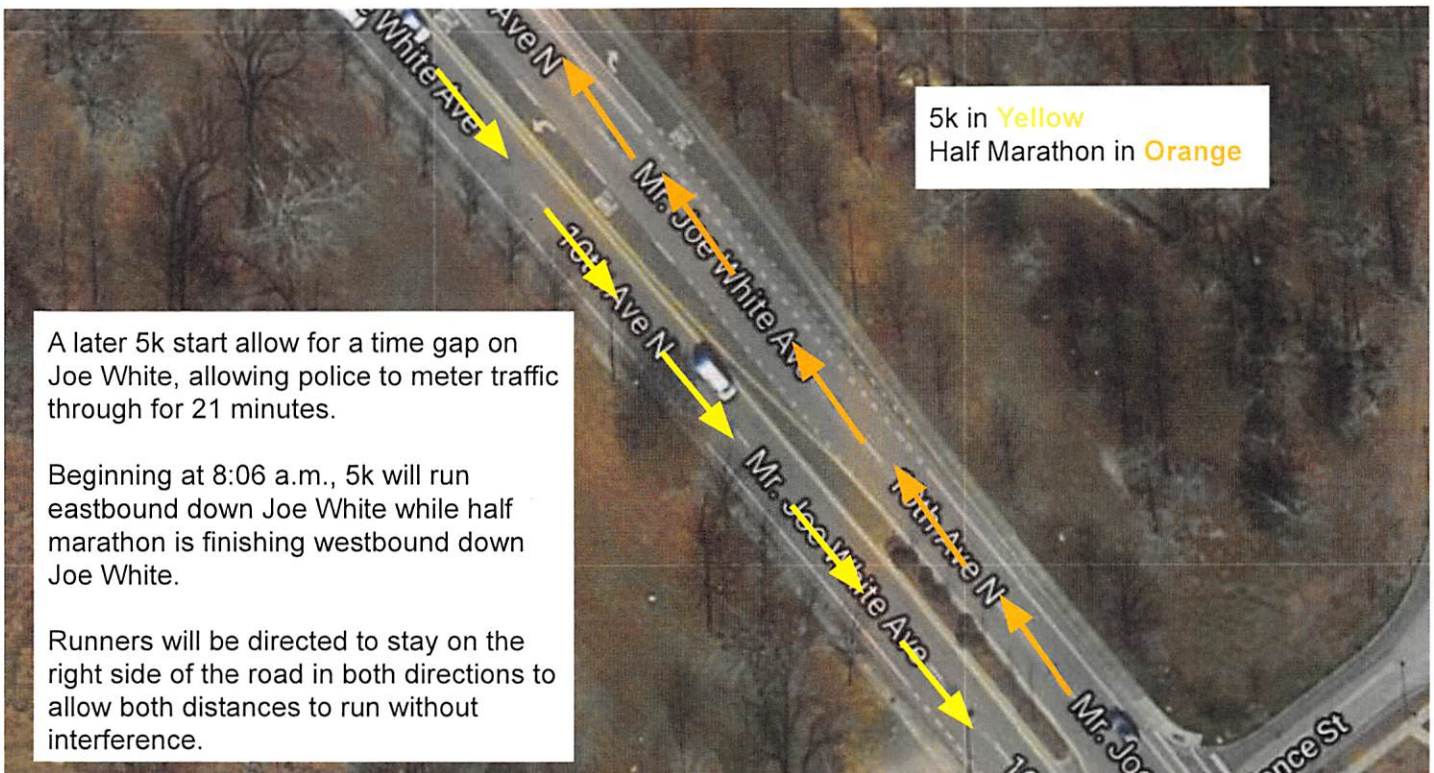 White Ave
Ave N
5k in Yellow
Half Marathon in Orange
Mr. Joe White Ave
10th Ave N
A later 5k start allow for a time gap on
Joe White, allowing police to meter traffic
through for 21 minutes.
Beginning at 8:06 a.m., 5k will run
eastbound down Joe White while half
marathon is finishing westbound down
Joe White.
Runners will be directed to stay on the
right side of the road in both directions to
allow both distances to run without
interference.
Mr. Joe White Ave
10th Ave N
Mr. Joe